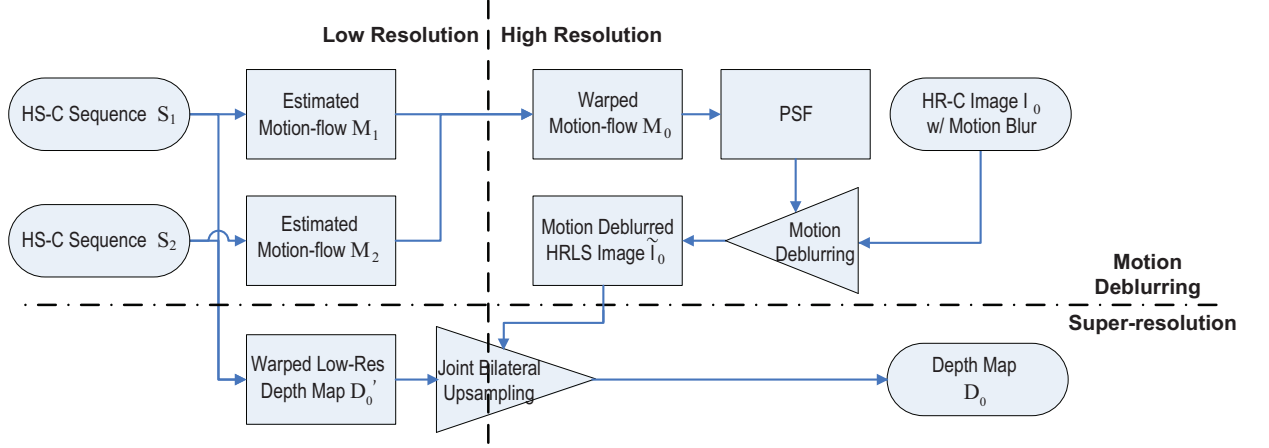 Low Resolution
High Resolution
HS-C Sequence S₁
Estimated
Motion-flow M₁
Warped
Motion-flow M₀
PSF
HR-C Image I₀
w/ Motion Blur
HS-C Sequence S₂
Estimated
Motion-flow M₂
Motion Deblurred
HRLS Image Ĩ₀
Motion
Deblurring
Motion
Deblurring
Super-resolution
Warped Low-Res
Depth Map D₀'
Joint Bilateral
Upsampling
Depth Map
D₀